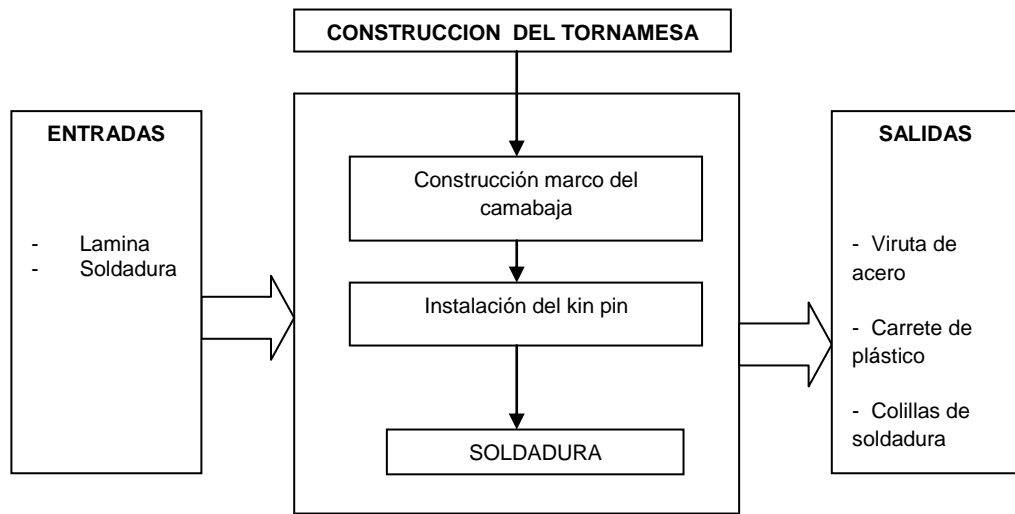 CONSTRUCCION DEL TORNAMESA
ENTRADAS
- Lamina
- Soldadura
Construcción marco del
camabaja
Instalación del kin pin
SOLDADURA
SALIDAS
- Viruta de
acero
- Carrete de
plástico
- Colillas de
soldadura